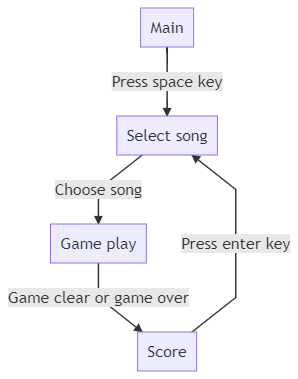 Main
Press space key
Select song
Choose song
Game play
Press enter key
Game clear or game over
Score